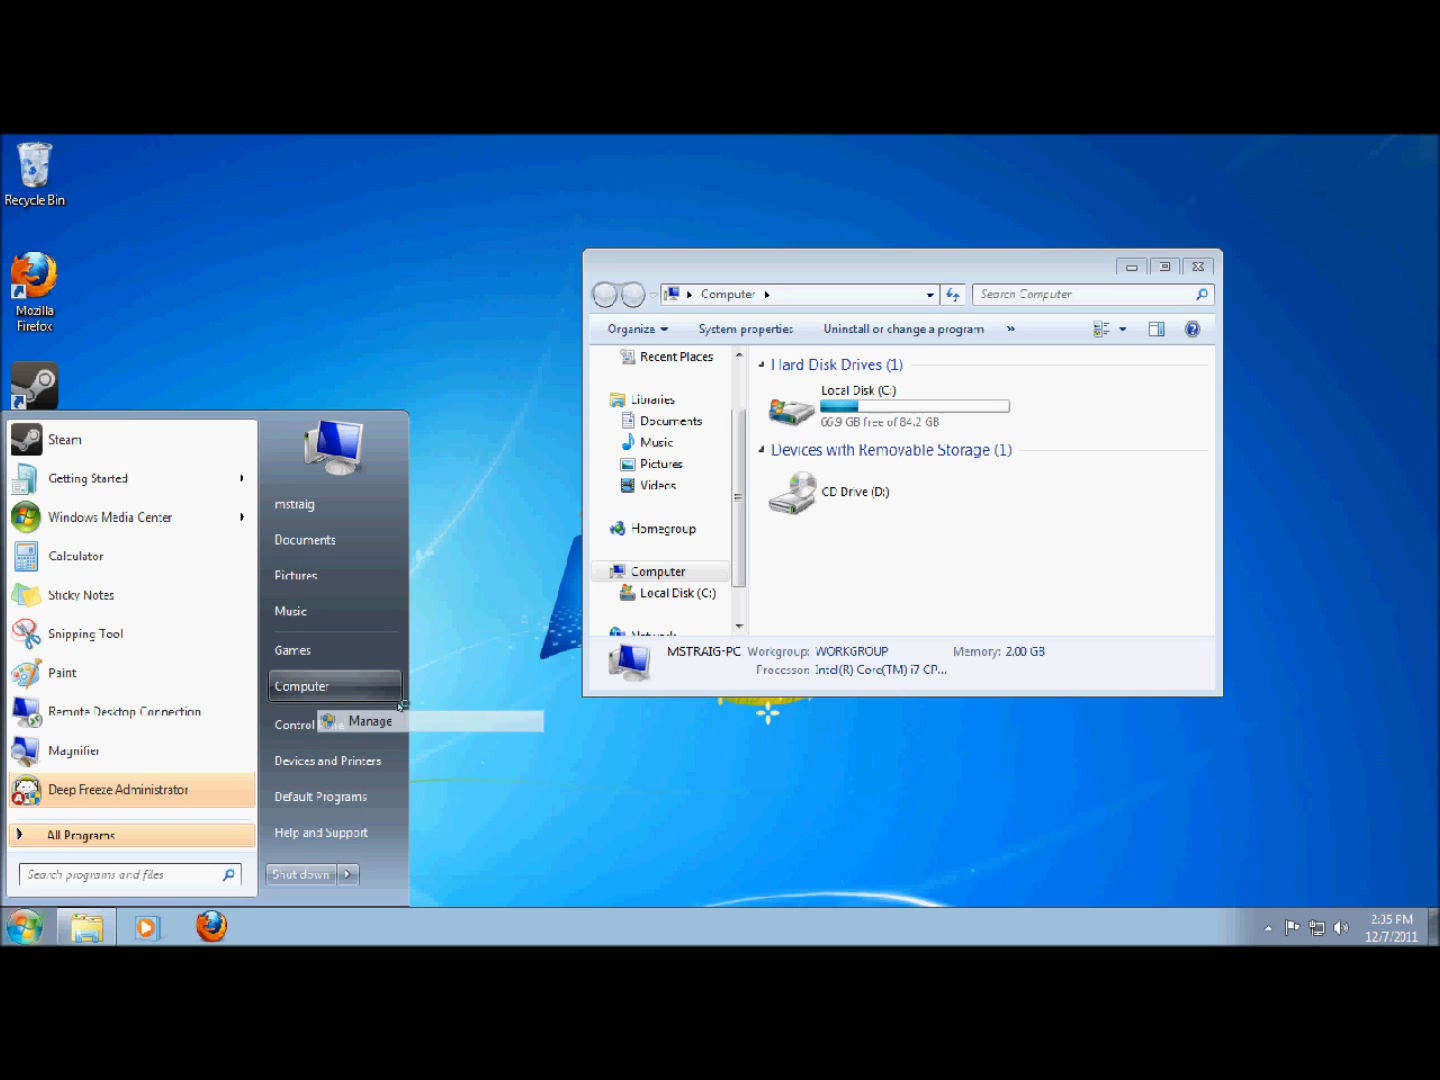 Recycle Bin
Mozilla
Firefox
Computer
Search Computer
Organize
System properties
Uninstall or change a program
»
Recent Places
Libraries
Documents
Music
Pictures
Videos
Homegroup
Computer
Local Disk (C:)
Network
Hard Disk Drives (1)
Local Disk (C:)
66.9 GB free of 84.2 GB
Devices with Removable Storage (1)
CD Drive (D:)
MSTRAIG-PC Workgroup: WORKGROUP Memory: 2.00 GB
Processor: Intel(R) Core(TM) i7 CP...
Steam
Getting Started
Windows Media Center
Calculator
Sticky Notes
Snipping Tool
Paint
Remote Desktop Connection
Magnifier
Deep Freeze Administrator
All Programs
Search programs and files
mstraig
Documents
Pictures
Music
Games
Computer
Control
Manage
Devices and Printers
Default Programs
Help and Support
Shut down
2:35 PM
12/7/2011